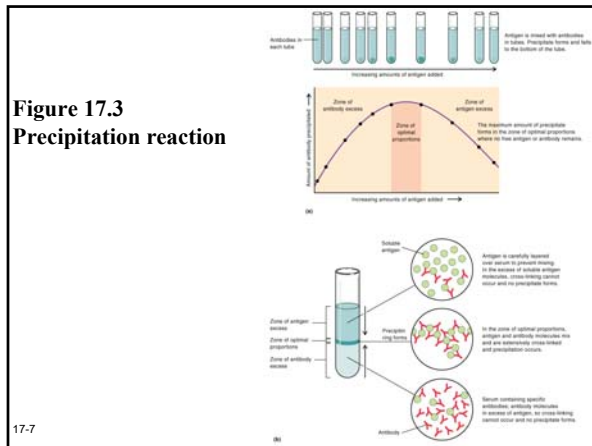 Figure 17.3
Precipitation reaction
Antibodies in
each tube
Antigen is mixed with antibodies
in tubes. Precipitate forms and falls
to the bottom of the tube.
Increasing amounts of antigen added
Amount of antibody precipitated
Zone of
antibody excess
Zone of
optimal
proportions
Zone of
antigen excess
The maximum amount of precipitate
forms in the zone of optimal proportions
where no free antigen or antibody remains.
Increasing amounts of antigen added
(a)
Soluble
antigen
Antigen is carefully layered
over serum to prevent mixing.
In the excess of soluble antigen
molecules, cross-linking cannot
occur and no precipitate forms.
Zone of antigen
excess
Zone of optimal
proportions
Zone of antibody
excess
Precipitin
ring forms
In the zone of optimal proportions,
antigen and antibody molecules mix
and are extensively cross-linked
and precipitation occurs.
Antibody
Serum containing specific
antibodies; antibody molecules
in excess of antigen, so cross-linking
cannot occur and no precipitate forms.
(b)
17-7